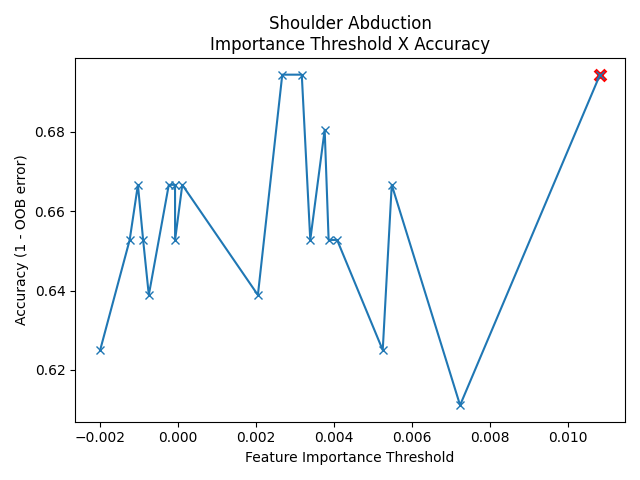 Shoulder Abduction
Importance Threshold X Accuracy
Accuracy (1 - OOB error)
0.68
0.66
0.64
0.62
−0.002 0.000 0.002 0.004 0.006 0.008 0.010
Feature Importance Threshold